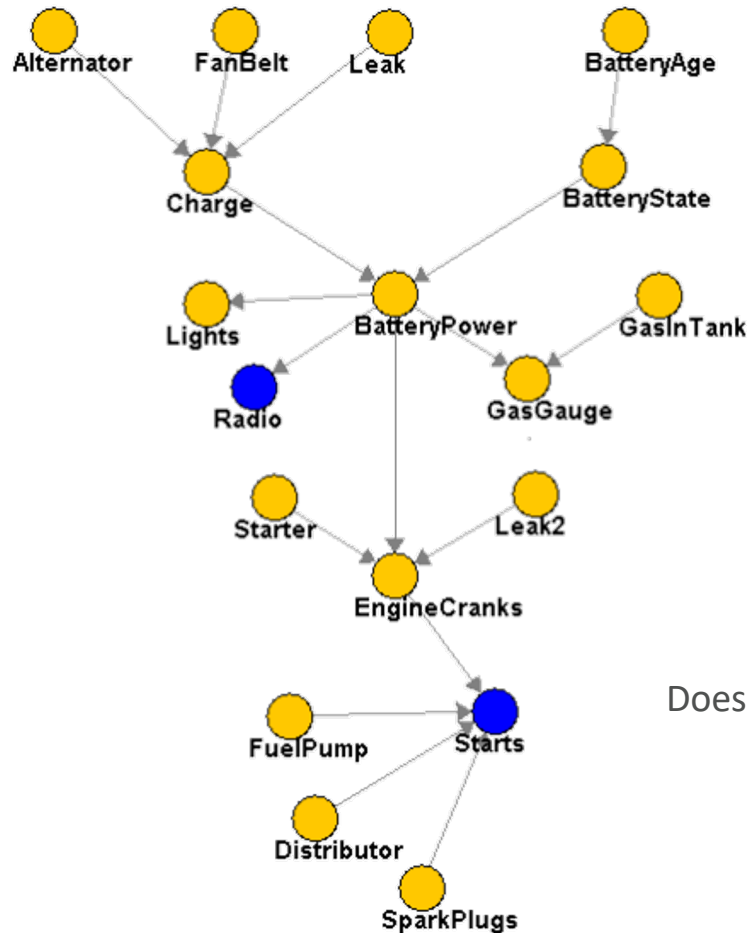 Alternator
FanBelt
Leak
BatteryAge
Charge
BatteryState
Lights
BatteryPower
GasInTank
Radio
GasGauge
Starter
Leak2
EngineCranks
Does
FuelPump
Starts
Distributor
SparkPlugs